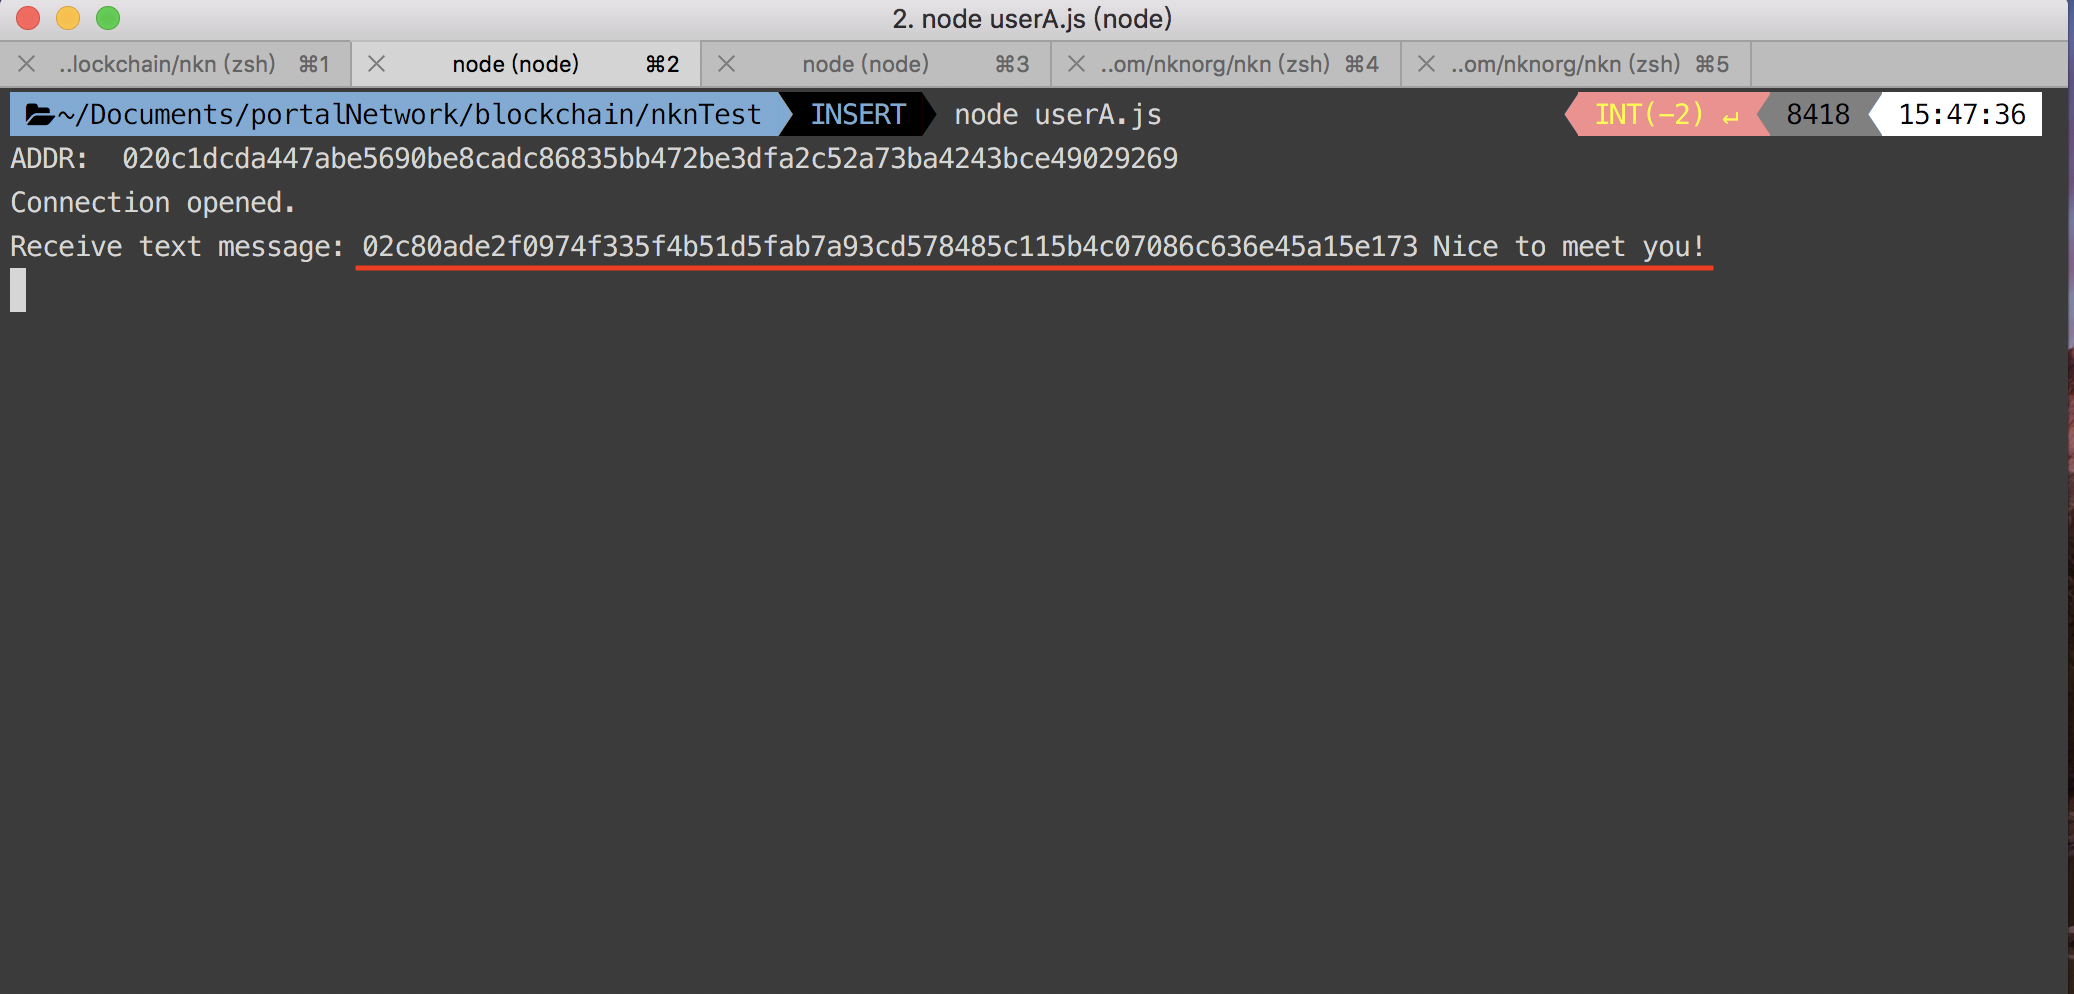 2. node userA.js (node)
..lockchain/nkn (zsh) ⌘1 node (node) ⌘2 node (node) ⌘3 ..om/nknorg/nkn (zsh) ⌘4 ..om/nknorg/nkn (zsh) ⌘5
~/Documents/portalNetwork/blockchain/nknTest INSERT node userA.js INT(-2) ↵ 8418 15:47:36
ADDR: 020c1dcda447abe5690be8cadc86835bb472be3dfa2c52a73ba4243bce49029269
Connection opened.
Receive text message: 02c80ade2f0974f335f4b51d5fab7a93cd578485c115b4c07086c636e45a15e173 Nice to meet you!